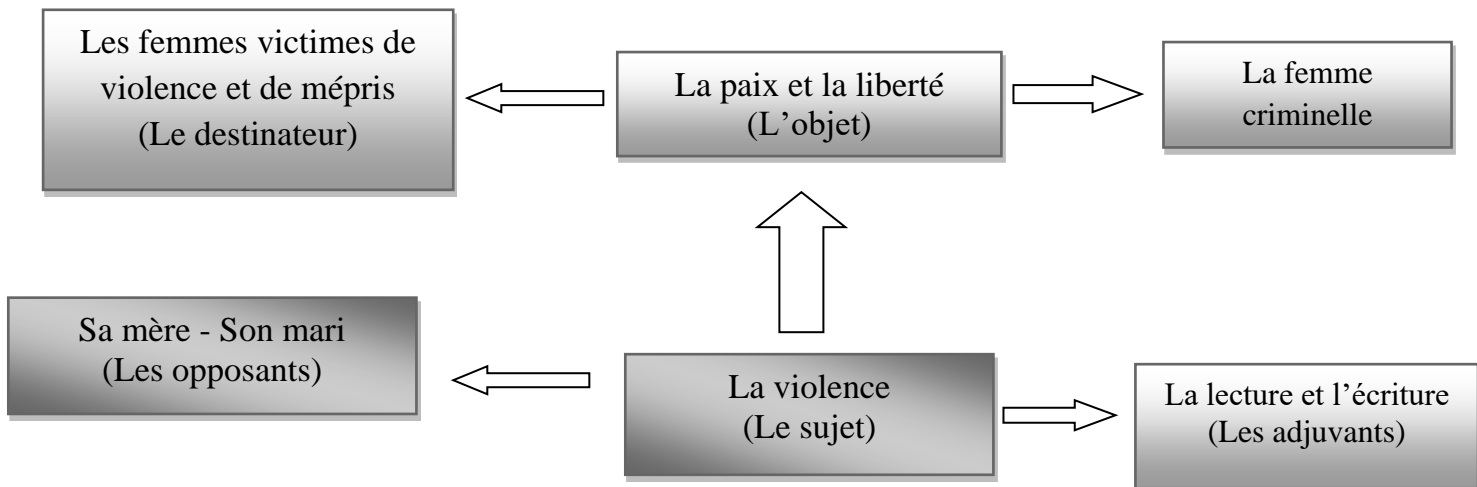 Les femmes victimes de
violence et de mépris
(Le destinateur)
La paix et la liberté
(L’objet)
La femme
criminelle
Sa mère - Son mari
(Les opposants)
La violence
(Le sujet)
La lecture et l’écriture
(Les adjuvants)